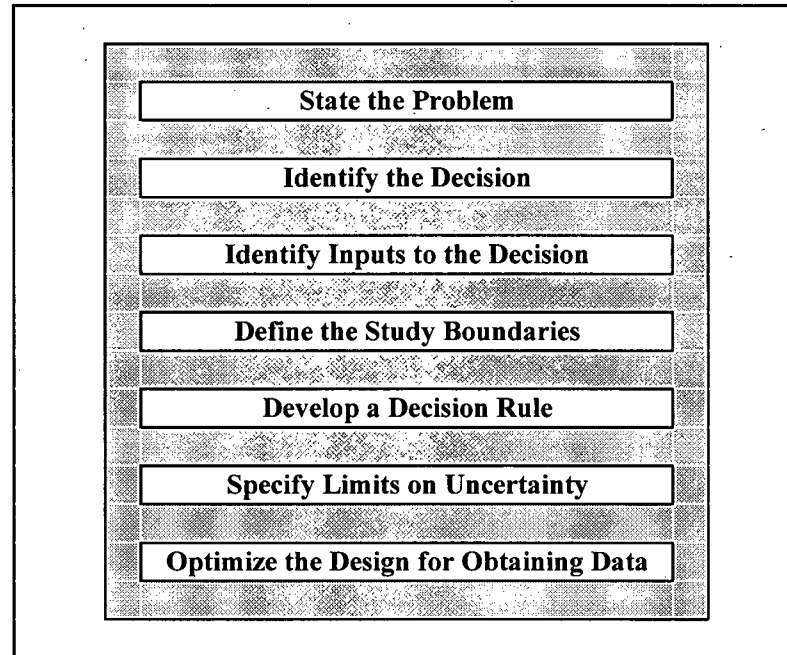 State the Problem
Identify the Decision
Identify Inputs to the Decision
Define the Study Boundaries
Develop a Decision Rule
Specify Limits on Uncertainty
Optimize the Design for Obtaining Data